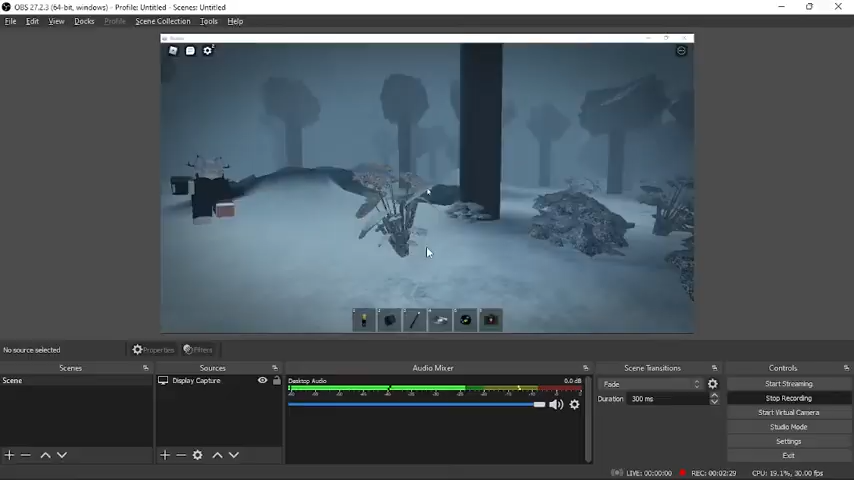 OBS 27.2.3 (64-bit, windows) - Profile: Untitled - Scenes: Untitled
File Edit View Docks Profile Scene Collection Tools Help
No source selected
Properties Filters
Scenes
Sources
Audio Mixer
Scene Transitions
Controls
Scene
Display Capture
Desktop Audio
0.0 dB
Fade
Duration 300 ms
Start Streaming
Stop Recording
Start Virtual Camera
Studio Mode
Settings
Exit
LIVE: 00:00:00 REC: 00:02:29 CPU: 19.1%, 30.00 fps